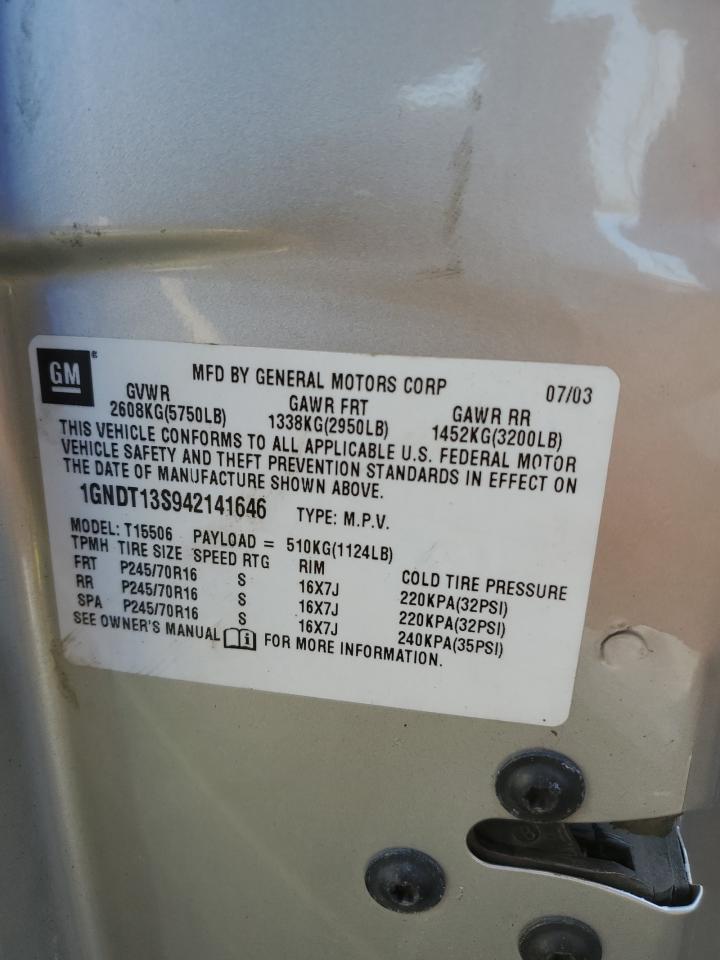 GM® MFD BY GENERAL MOTORS CORP 07/03
GVWR GAWR FRT GAWR RR
2608KG(5750LB) 1338KG(2950LB) 1452KG(3200LB)
THIS VEHICLE CONFORMS TO ALL APPLICABLE U.S. FEDERAL MOTOR
VEHICLE SAFETY AND THEFT PREVENTION STANDARDS IN EFFECT ON
THE DATE OF MANUFACTURE SHOWN ABOVE.
1GNDT13S942141646 TYPE: M.P.V.
MODEL: T15506 PAYLOAD = 510KG(1124LB)
TPMH TIRE SIZE SPEED RTG RIM COLD TIRE PRESSURE
FRT P245/70R16 S 16X7J 220KPA(32PSI)
RR P245/70R16 S 16X7J 220KPA(32PSI)
SPA P245/70R16 S 16X7J 240KPA(35PSI)
SEE OWNER'S MANUAL i FOR MORE INFORMATION.